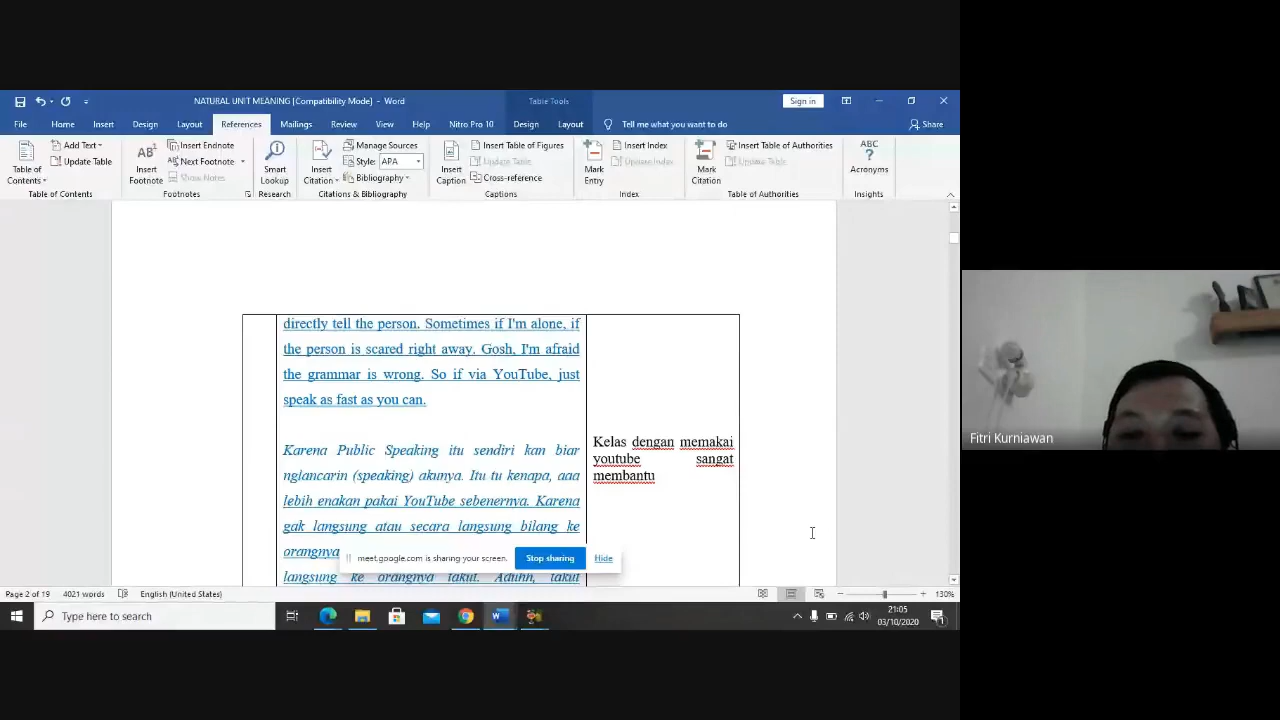 NATURAL UNIT MEANING [Compatibility Mode] - Word
Table Tools
Sign in
File Home Insert Design Layout References Mailings Review View Help Nitro Pro 10 Design Layout Tell me what you want to do Share
Table of Contents
Add Text
Update Table
Table of Contents
AB¹
Insert Footnote
Insert Endnote
Next Footnote
Show Notes
Footnotes
Smart Lookup
Research
Insert Citation
Manage Sources
Style: APA
Bibliography
Citations & Bibliography
Insert Caption
Insert Table of Figures
Update Table
Cross-reference
Captions
Mark Entry
Insert Index
Update Index
Index
Mark Citation
Insert Table of Authorities
Update Table
Table of Authorities
ABC
?
Acronyms
Insights
directly tell the person. Sometimes if I'm alone, if
the person is scared right away. Gosh, I'm afraid
the grammar is wrong. So if via YouTube, just
speak as fast as you can.
Karena Public Speaking itu sendiri kan biar
nglancarin (speaking) akunya. Itu tu kenapa, aaa
lebih enakan pakai YouTube sebenernya. Karena
gak langsung atau secara langsung bilang ke
orangnya
langsung ke orangnya takut. Aduhh, takut
Kelas dengan memakai
youtube sangat
membantu
meet.google.com is sharing your screen.
Stop sharing
Hide
Page 2 of 19 4021 words English (United States)
130%
Type here to search
21:05
03/10/2020
1
Fitri Kurniawan